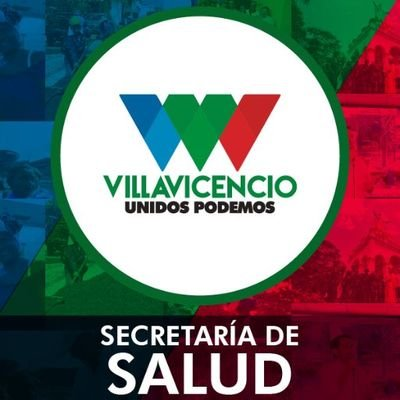 VILLAVICENCIO
UNIDOS PODEMOS
SECRETARÍA DE
SALUD